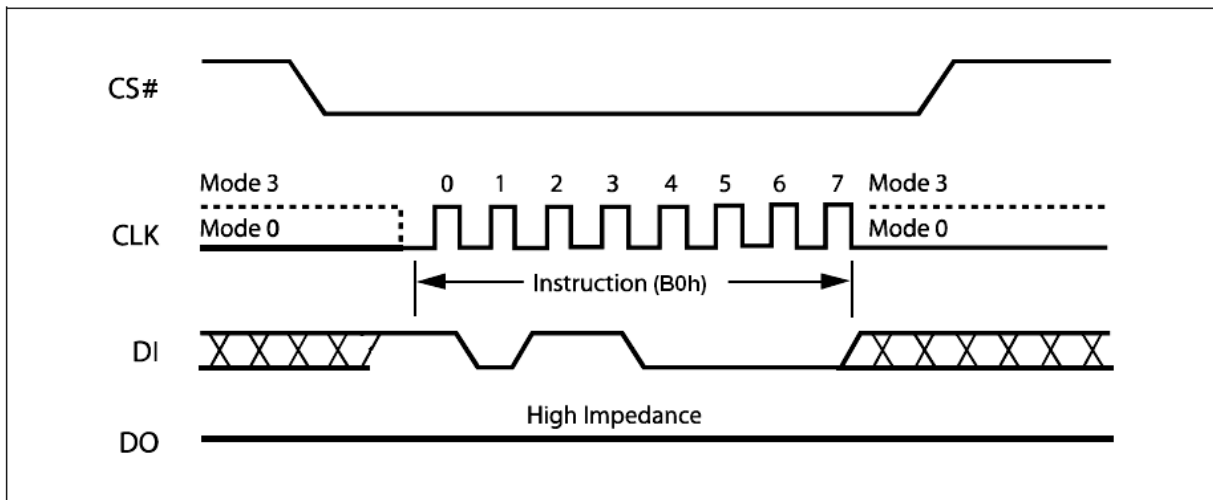 CS#
Mode 3
0 1 2 3 4 5 6 7
Mode 3
CLK
Mode 0
Mode 0
Instruction (B0h)
DI
High Impedance
DO